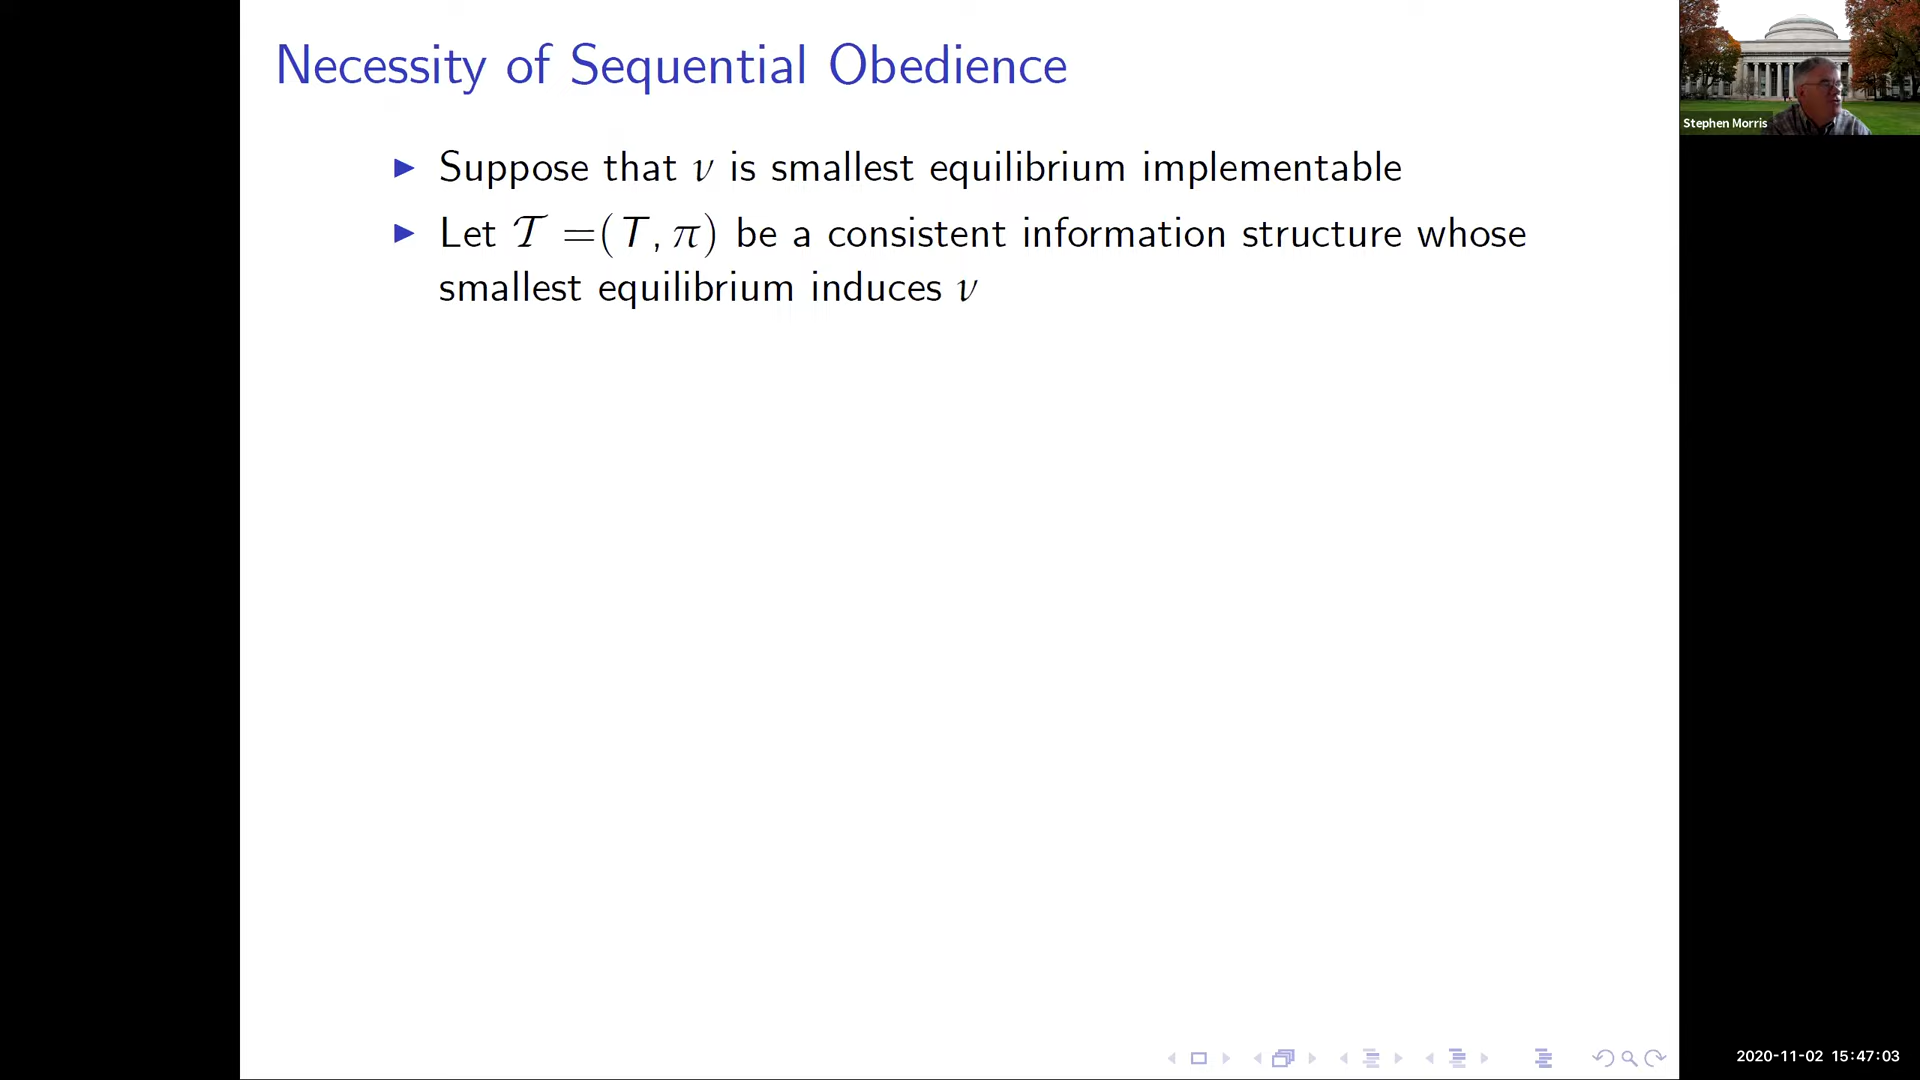 Necessity of Sequential Obedience
Stephen Morris
▶ Suppose that ν is smallest equilibrium implementable
▶ Let 𝒯 =(T, π) be a consistent information structure whose
smallest equilibrium induces ν
2020-11-02 15:47:03